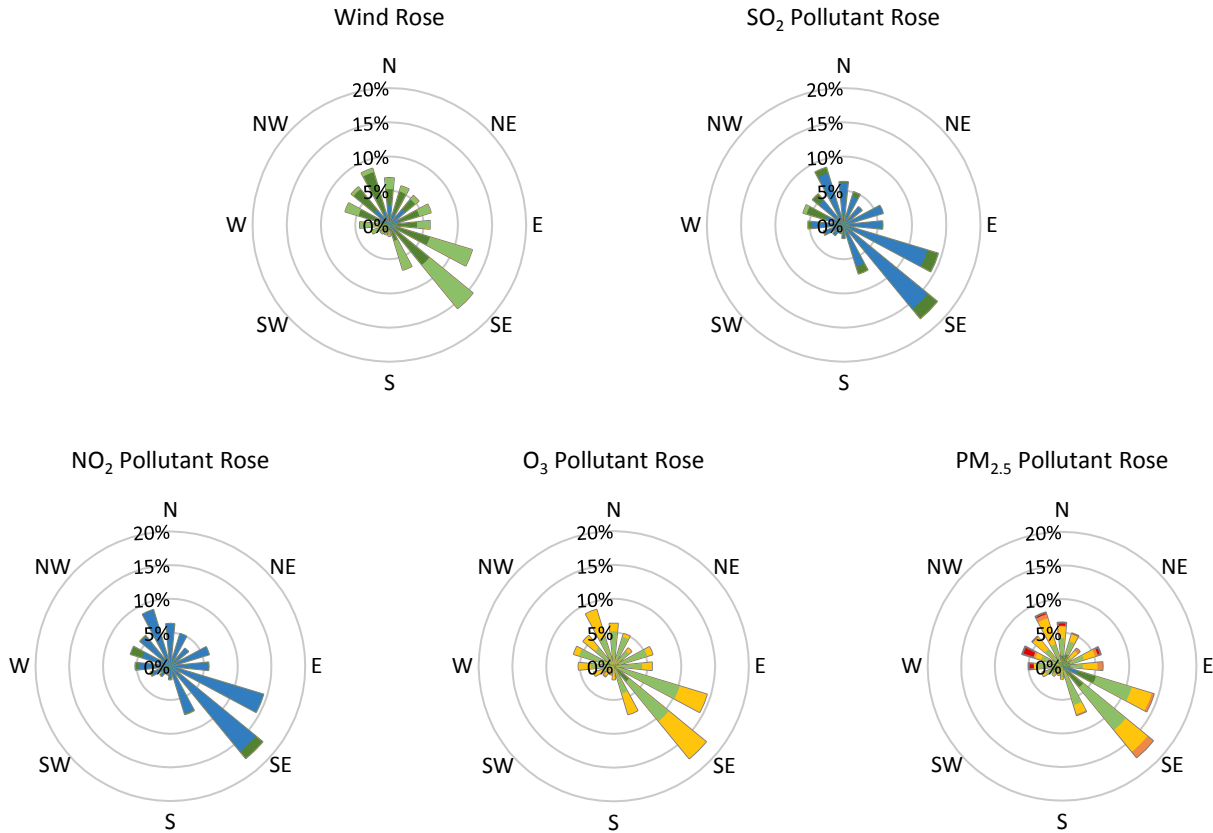 Wind Rose
N
20%
NW
NE
15%
10%
5%
W
0%
E
SW
SE
S
SO₂ Pollutant Rose
N
20%
NW
NE
15%
10%
5%
W
0%
E
SW
SE
S
NO₂ Pollutant Rose
N
20%
NW
NE
15%
10%
5%
W
0%
E
SW
SE
S
O₃ Pollutant Rose
N
20%
NW
NE
15%
10%
5%
W
0%
E
SW
SE
S
PM₂.₅ Pollutant Rose
N
20%
NW
NE
15%
10%
5%
W
0%
E
SW
SE
S